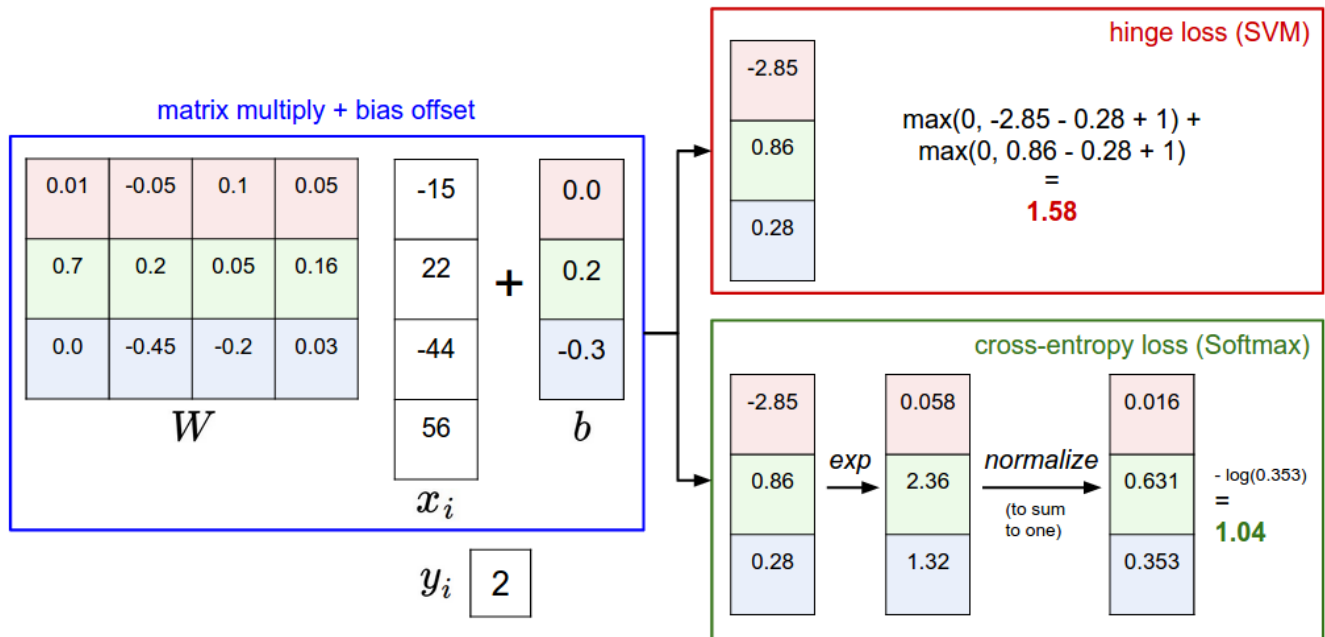 matrix multiply + bias offset
0.01 -0.05 0.1 0.05
0.7 0.2 0.05 0.16
0.0 -0.45 -0.2 0.03
W
-15
22
-44
56
x_i
+
0.0
0.2
-0.3
b
y_i 2
hinge loss (SVM)
-2.85
0.86
0.28
max(0, -2.85 - 0.28 + 1) +
max(0, 0.86 - 0.28 + 1)
=
1.58
cross-entropy loss (Softmax)
-2.85
0.86
0.28
exp
0.058
2.36
1.32
normalize
(to sum
to one)
0.016
0.631
0.353
- log(0.353)
=
1.04